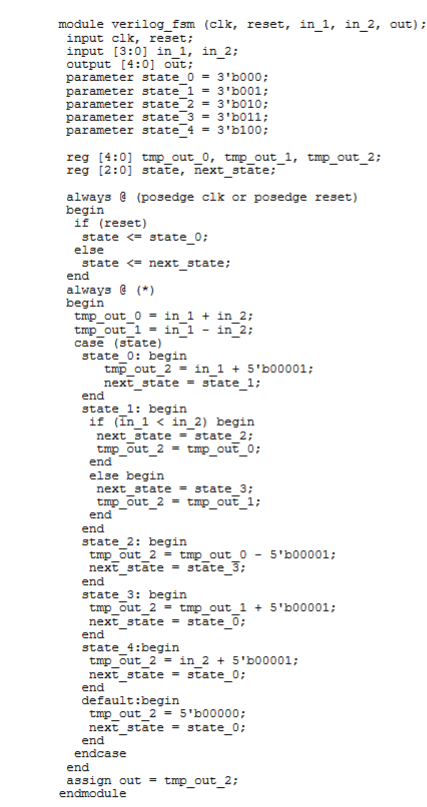 module verilog_fsm (clk, reset, in_1, in_2, out);
input clk, reset;
input [3:0] in_1, in_2;
output [4:0] out;
parameter state_0 = 3'b000;
parameter state_1 = 3'b001;
parameter state_2 = 3'b010;
parameter state_3 = 3'b011;
parameter state_4 = 3'b100;
reg [4:0] tmp_out_0, tmp_out_1, tmp_out_2;
reg [2:0] state, next_state;
always @ (posedge clk or posedge reset)
begin
if (reset)
state <= state_0;
else
state <= next_state;
end
always @ (*)
begin
tmp_out_0 = in_1 + in_2;
tmp_out_1 = in_1 - in_2;
case (state)
state_0: begin
tmp_out_2 = in_1 + 5'b00001;
next_state = state_1;
end
state_1: begin
if (in_1 < in_2) begin
next_state = state_2;
tmp_out_2 = tmp_out_0;
end
else begin
next_state = state_3;
tmp_out_2 = tmp_out_1;
end
end
state_2: begin
tmp_out_2 = tmp_out_0 - 5'b00001;
next_state = state_3;
end
state_3: begin
tmp_out_2 = tmp_out_1 + 5'b00001;
next_state = state_0;
end
state_4:begin
tmp_out_2 = in_2 + 5'b00001;
next_state = state_0;
end
default:begin
tmp_out_2 = 5'b00000;
next_state = state_0;
end
endcase
end
assign out = tmp_out_2;
endmodule